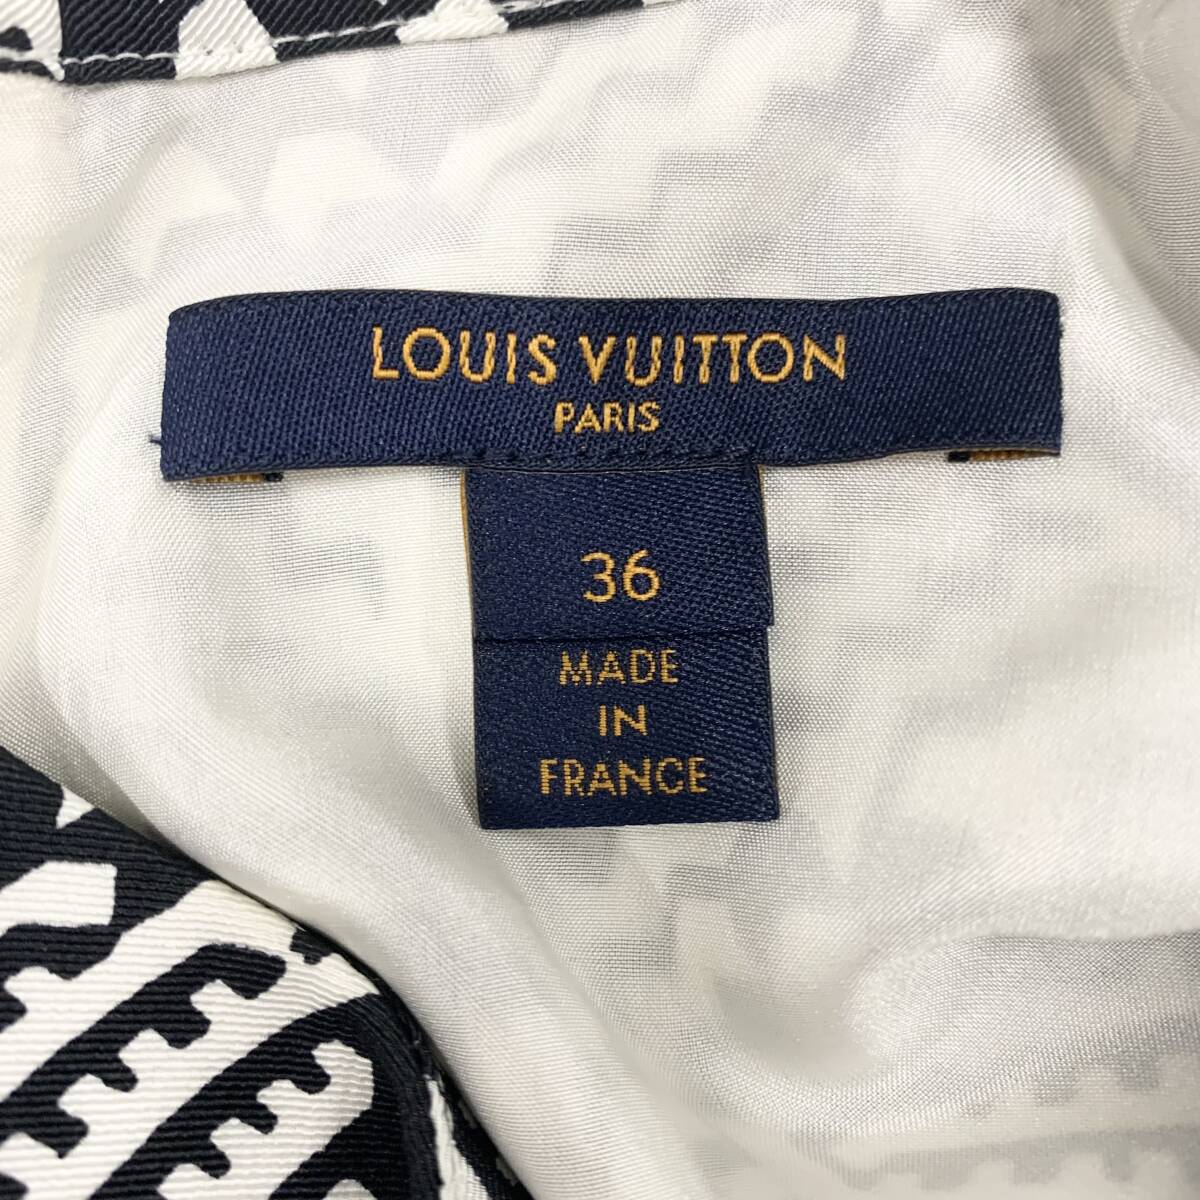 LOUIS VUITTON
PARIS
36
MADE
IN
FRANCE